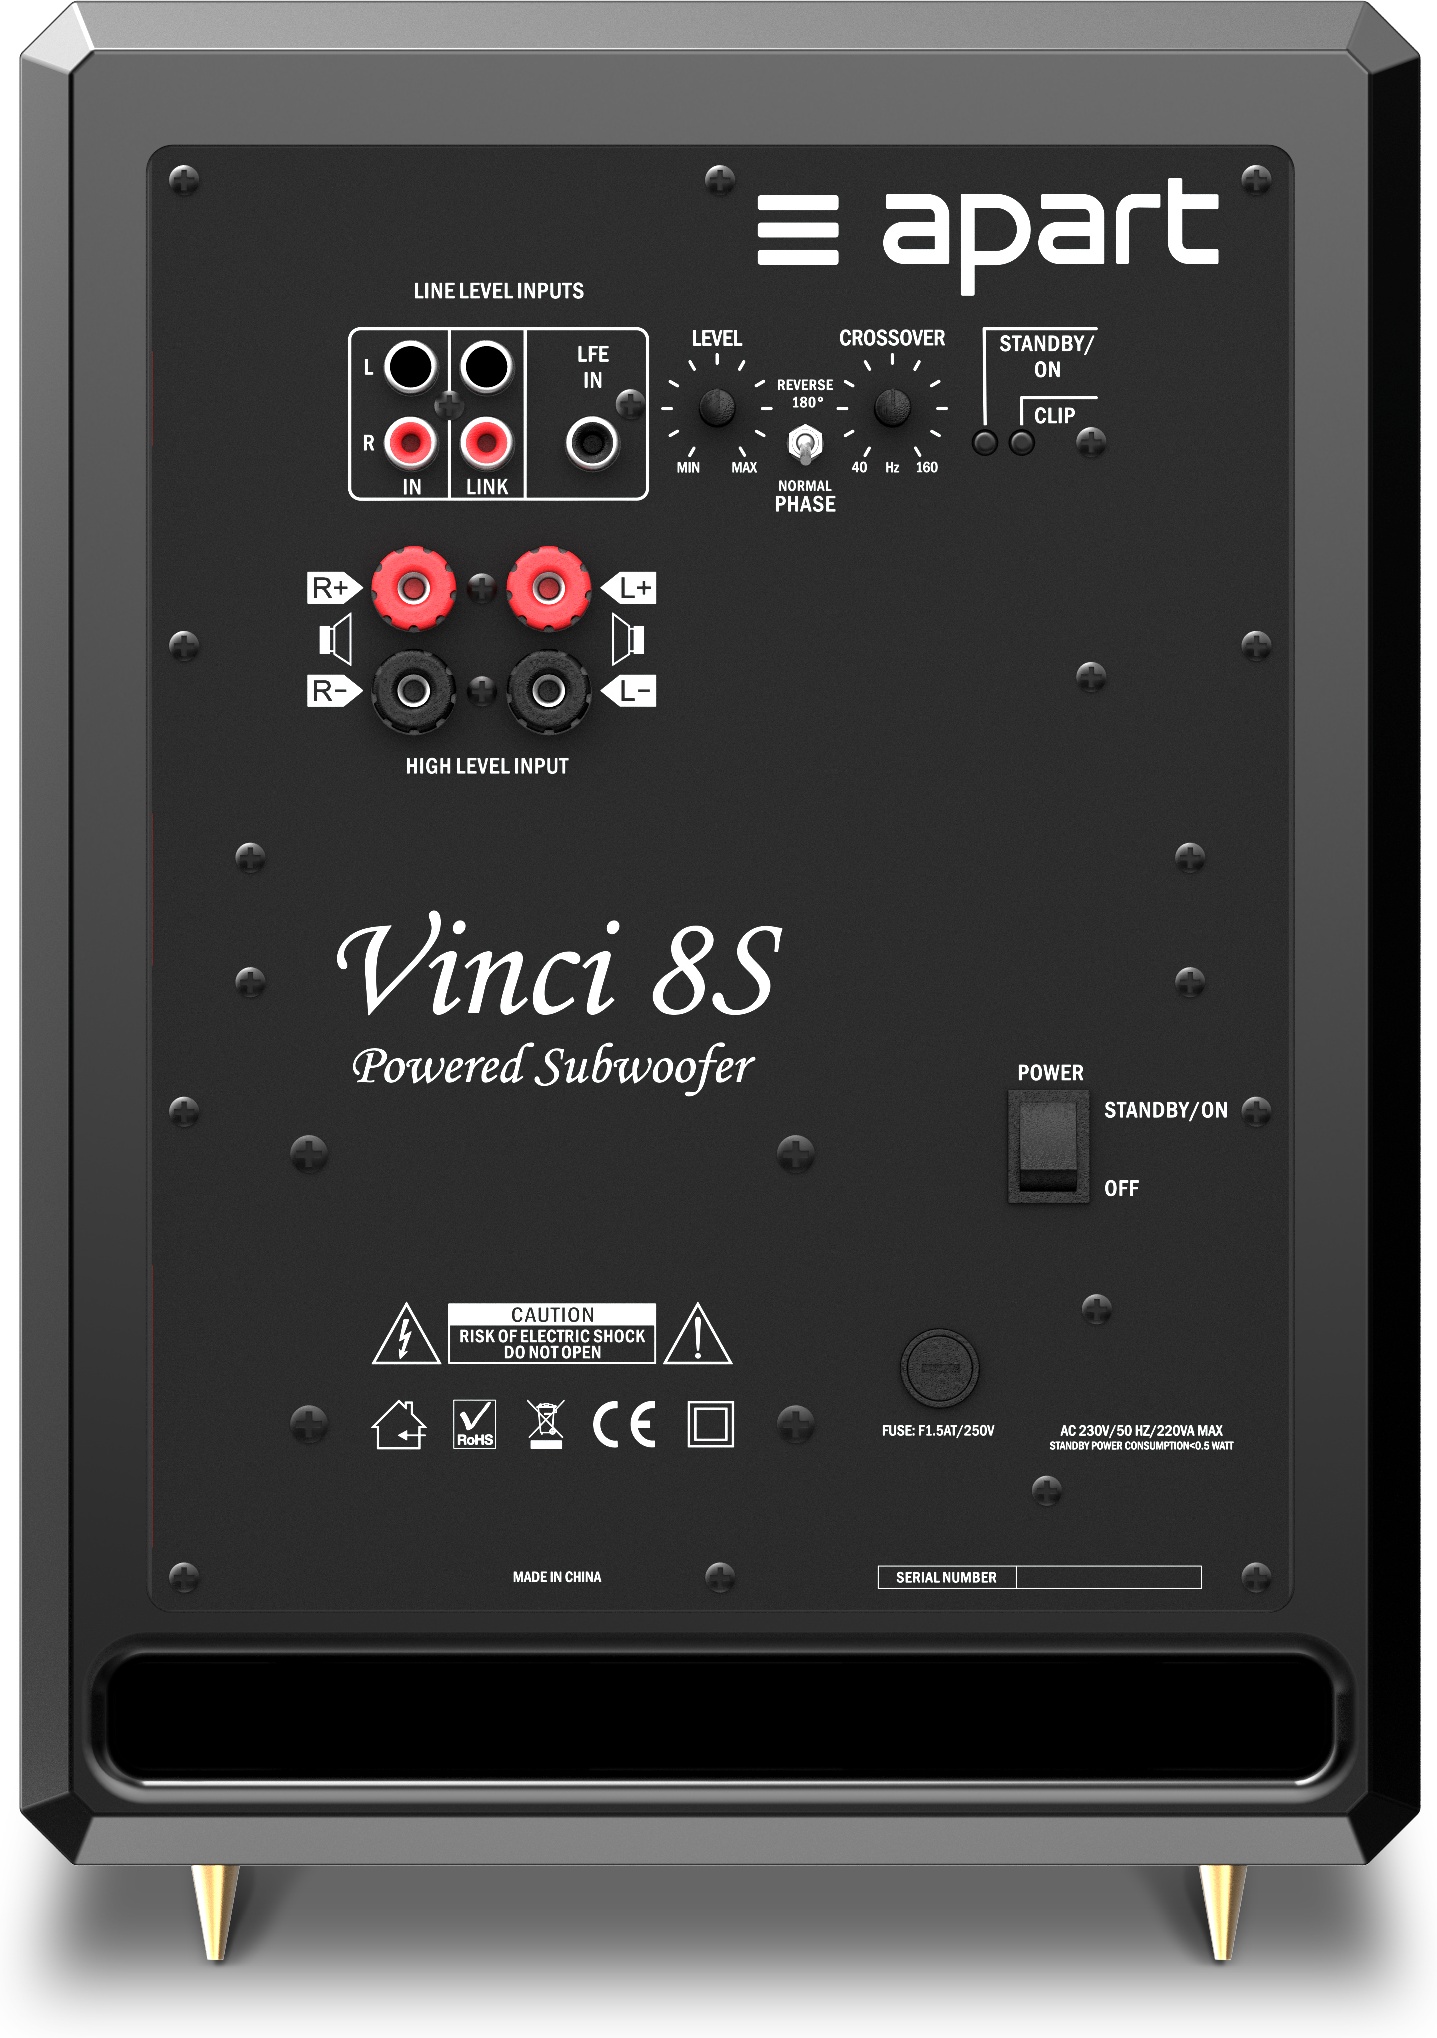 apart
LINE LEVEL INPUTS
L
R
IN
LINK
LFE
IN
LEVEL
MIN
MAX
REVERSE
180°
NORMAL
PHASE
CROSSOVER
40
Hz
160
STANDBY/
ON
CLIP
R+
L+
R-
L-
HIGH LEVEL INPUT
Vinci 8S
Powered Subwoofer
POWER
STANDBY/ON
OFF
CAUTION
RISK OF ELECTRIC SHOCK
DO NOT OPEN
RoHS
CE
FUSE: F1.5AT/250V
AC 230V/50 HZ/220VA MAX
STANDBY POWER CONSUMPTION<0.5 WATT
MADE IN CHINA
SERIAL NUMBER